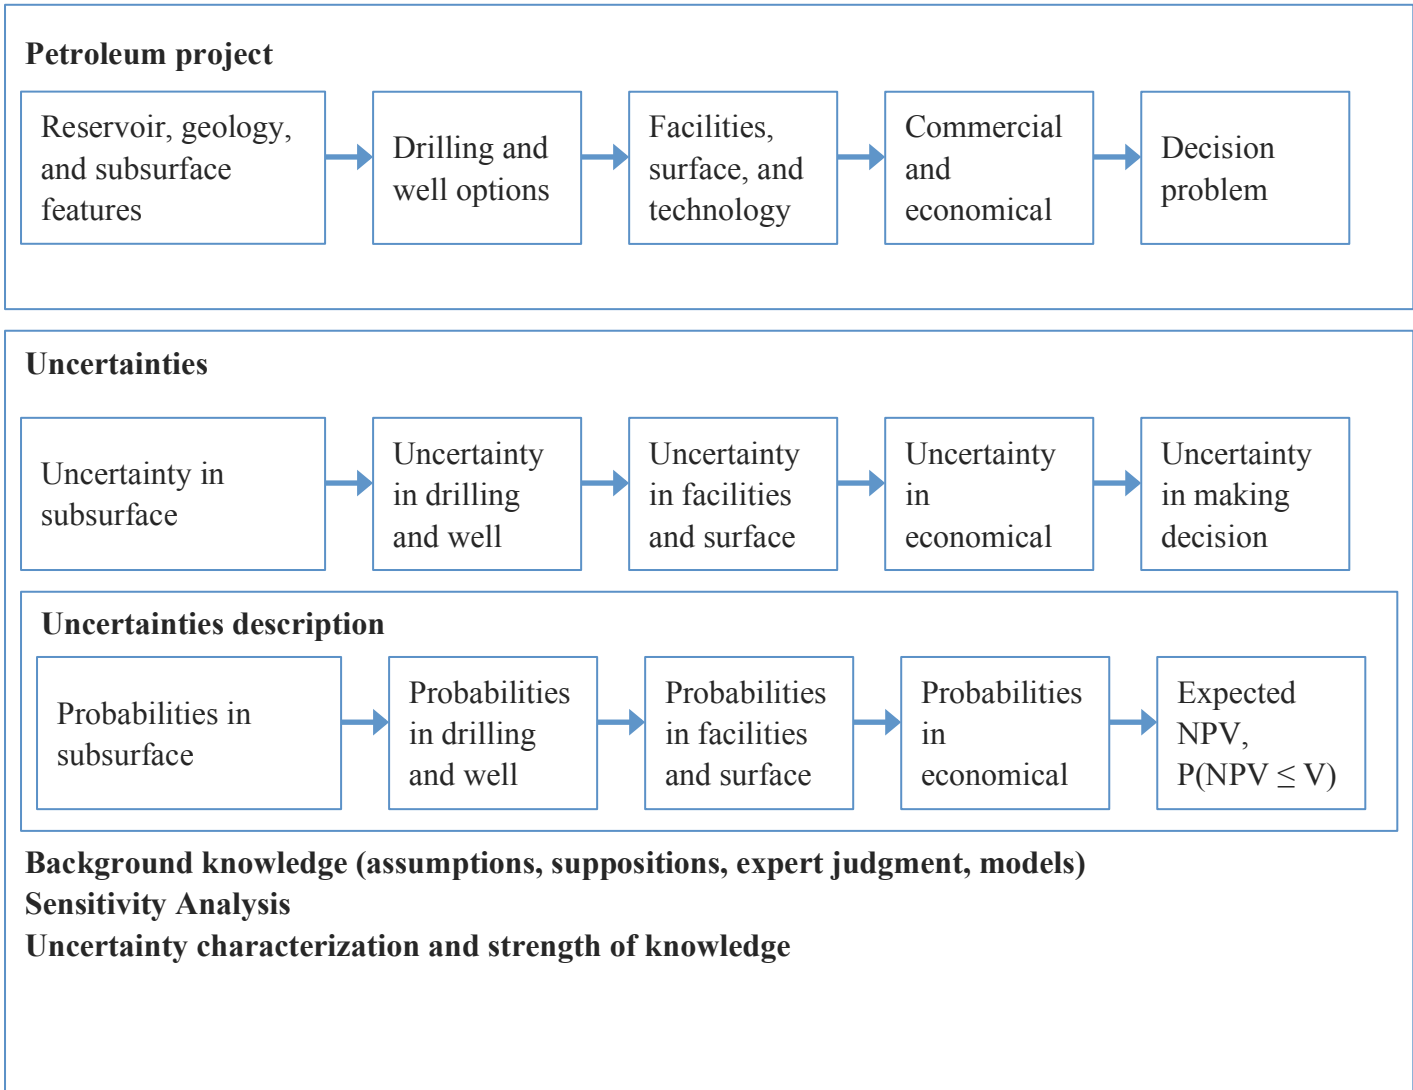 Petroleum project
Reservoir, geology,
and subsurface
features
Drilling and
well options
Facilities,
surface, and
technology
Commercial
and
economical
Decision
problem
Uncertainties
Uncertainty in
subsurface
Uncertainty
in drilling
and well
Uncertainty
in facilities
and surface
Uncertainty
in
economical
Uncertainty
in making
decision
Uncertainties description
Probabilities in
subsurface
Probabilities
in drilling
and well
Probabilities
in facilities
and surface
Probabilities
in
economical
Expected
NPV,
P(NPV ≤ V)
Background knowledge (assumptions, suppositions, expert judgment, models)
Sensitivity Analysis
Uncertainty characterization and strength of knowledge